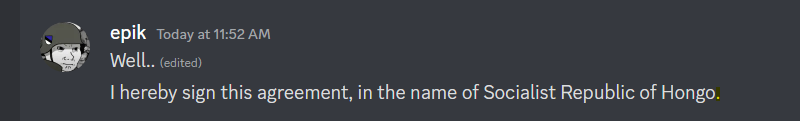 epik Today at 11:52 AM
Well.. (edited)
I hereby sign this agreement, in the name of Socialist Republic of Hongo.